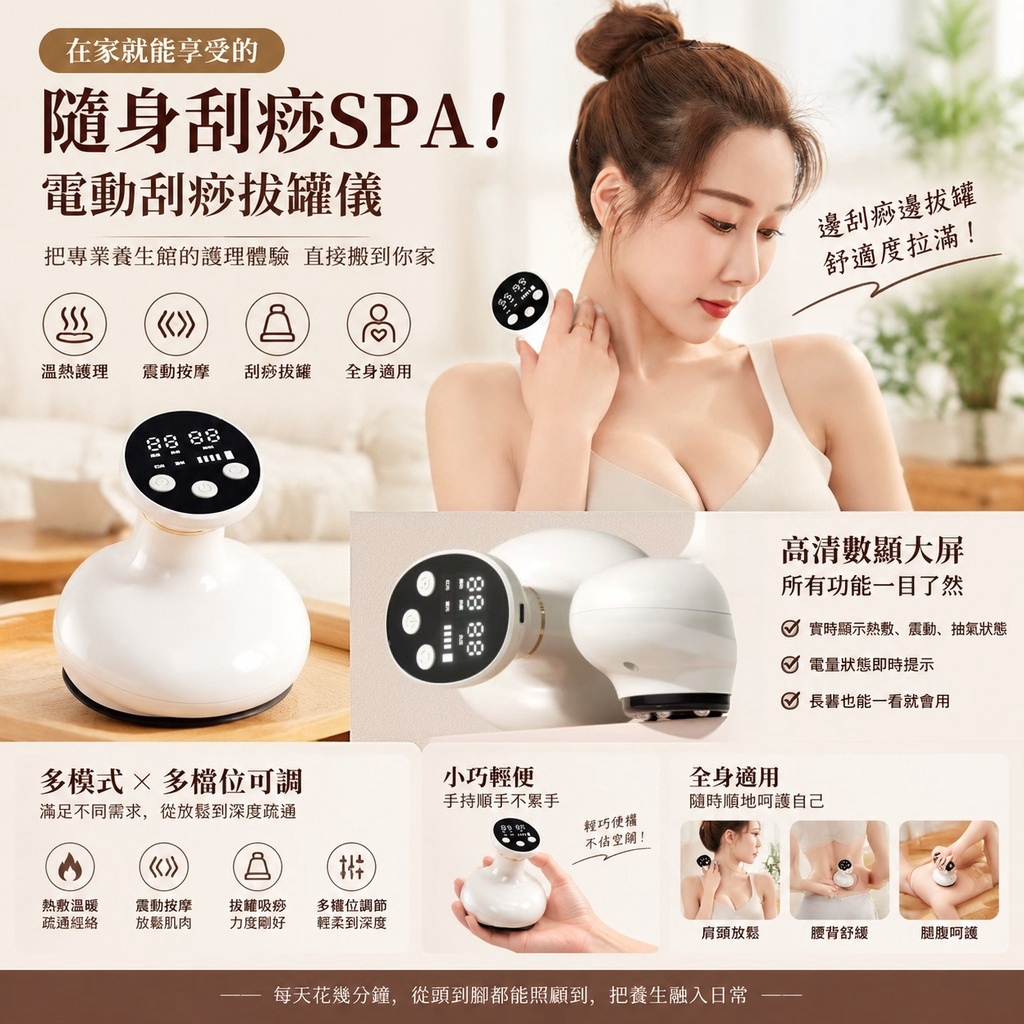 在家就能享受的
隨身刮痧SPA!
電動刮痧拔罐儀
把專業養生館的護理體驗 直接搬到你家
溫熱護理
震動按摩
刮痧拔罐
全身適用
邊刮痧邊拔罐
舒適度拉滿!
88 88
高清數顯大屏
所有功能一目了然
實時顯示熱敷、震動、抽氣狀態
電量狀態即時提示
長輩也能一看就會用
多模式 × 多檔位可調
滿足不同需求,從放鬆到深度疏通
熱敷溫暖
疏通經絡
震動按摩
放鬆肌肉
拔罐吸痧
力度剛好
多檔位調節
輕柔到深度
小巧輕便
手持順手不累手
輕巧便攜
不佔空間!
全身適用
隨時順地呵護自己
肩頸放鬆
腰背舒緩
腿腹呵護
每天花幾分鐘,從頭到腳都能照顧到,把養生融入日常